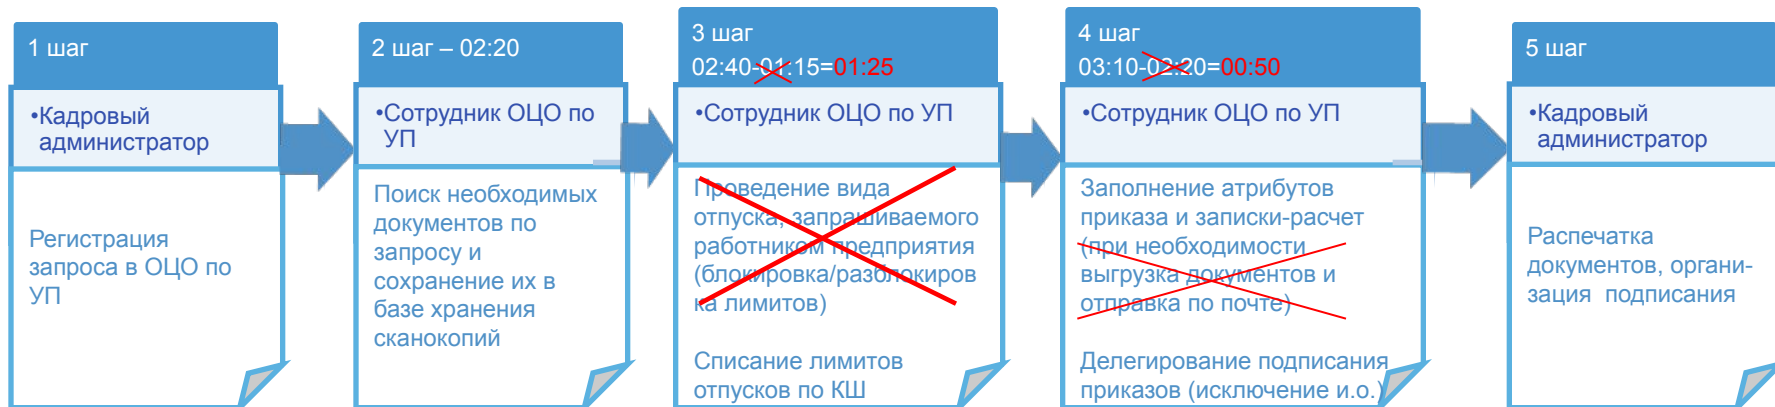 1 шаг
•Кадровый
администратор
Регистрация
запроса в ОЦО по
УП
2 шаг – 02:20
•Сотрудник ОЦО по
УП
Поиск необходимых
документов по
запросу и
сохранение их в
базе хранения
сканокопий
3 шаг
02:40-01:15=01:25
•Сотрудник ОЦО по УП
Проведение вида
отпуска, запрашиваемого
работником предприятия
(блокировка/разблокиров
ка лимитов)
Списание лимитов
отпусков по КШ
4 шаг
03:10-02:20=00:50
•Сотрудник ОЦО по УП
Заполнение атрибутов
приказа и записки-расчет
(при необходимости
выгрузка документов и
отправка по почте)
Делегирование подписания
приказов (исключение и.о.)
5 шаг
•Кадровый
администратор
Распечатка
документов, органи-
зация подписания